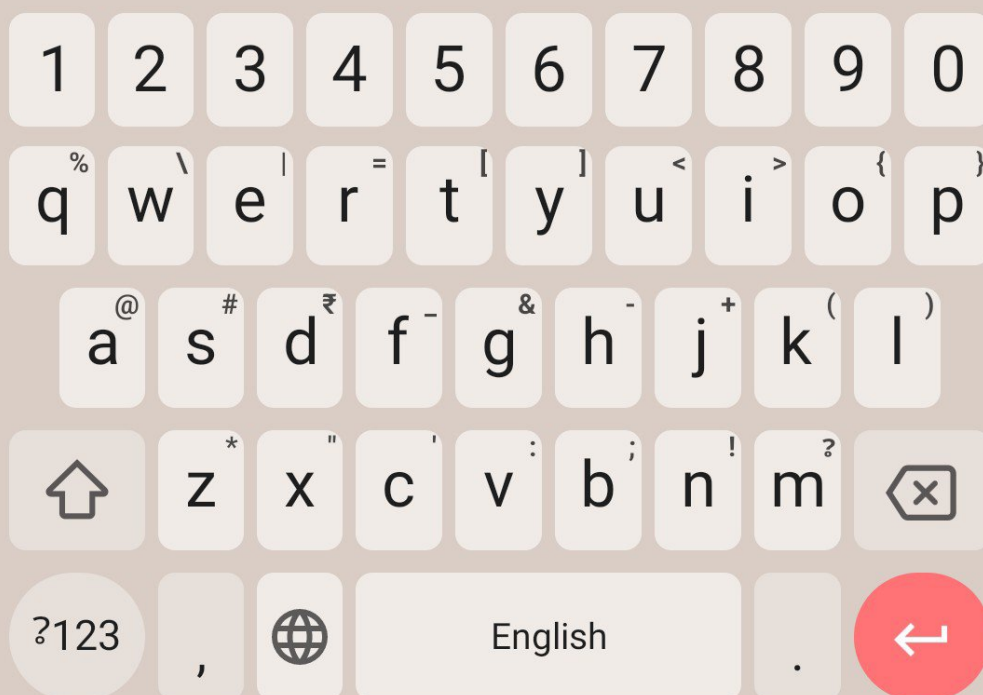 1 2 3 4 5 6 7 8 9 0
% \ | = [ ] < > { }
q w e r t y u i o p
@ # ₹ _ & - + ( )
a s d f g h j k l
* " ' : ; ! ?
z x c v b n m
?123 , English .